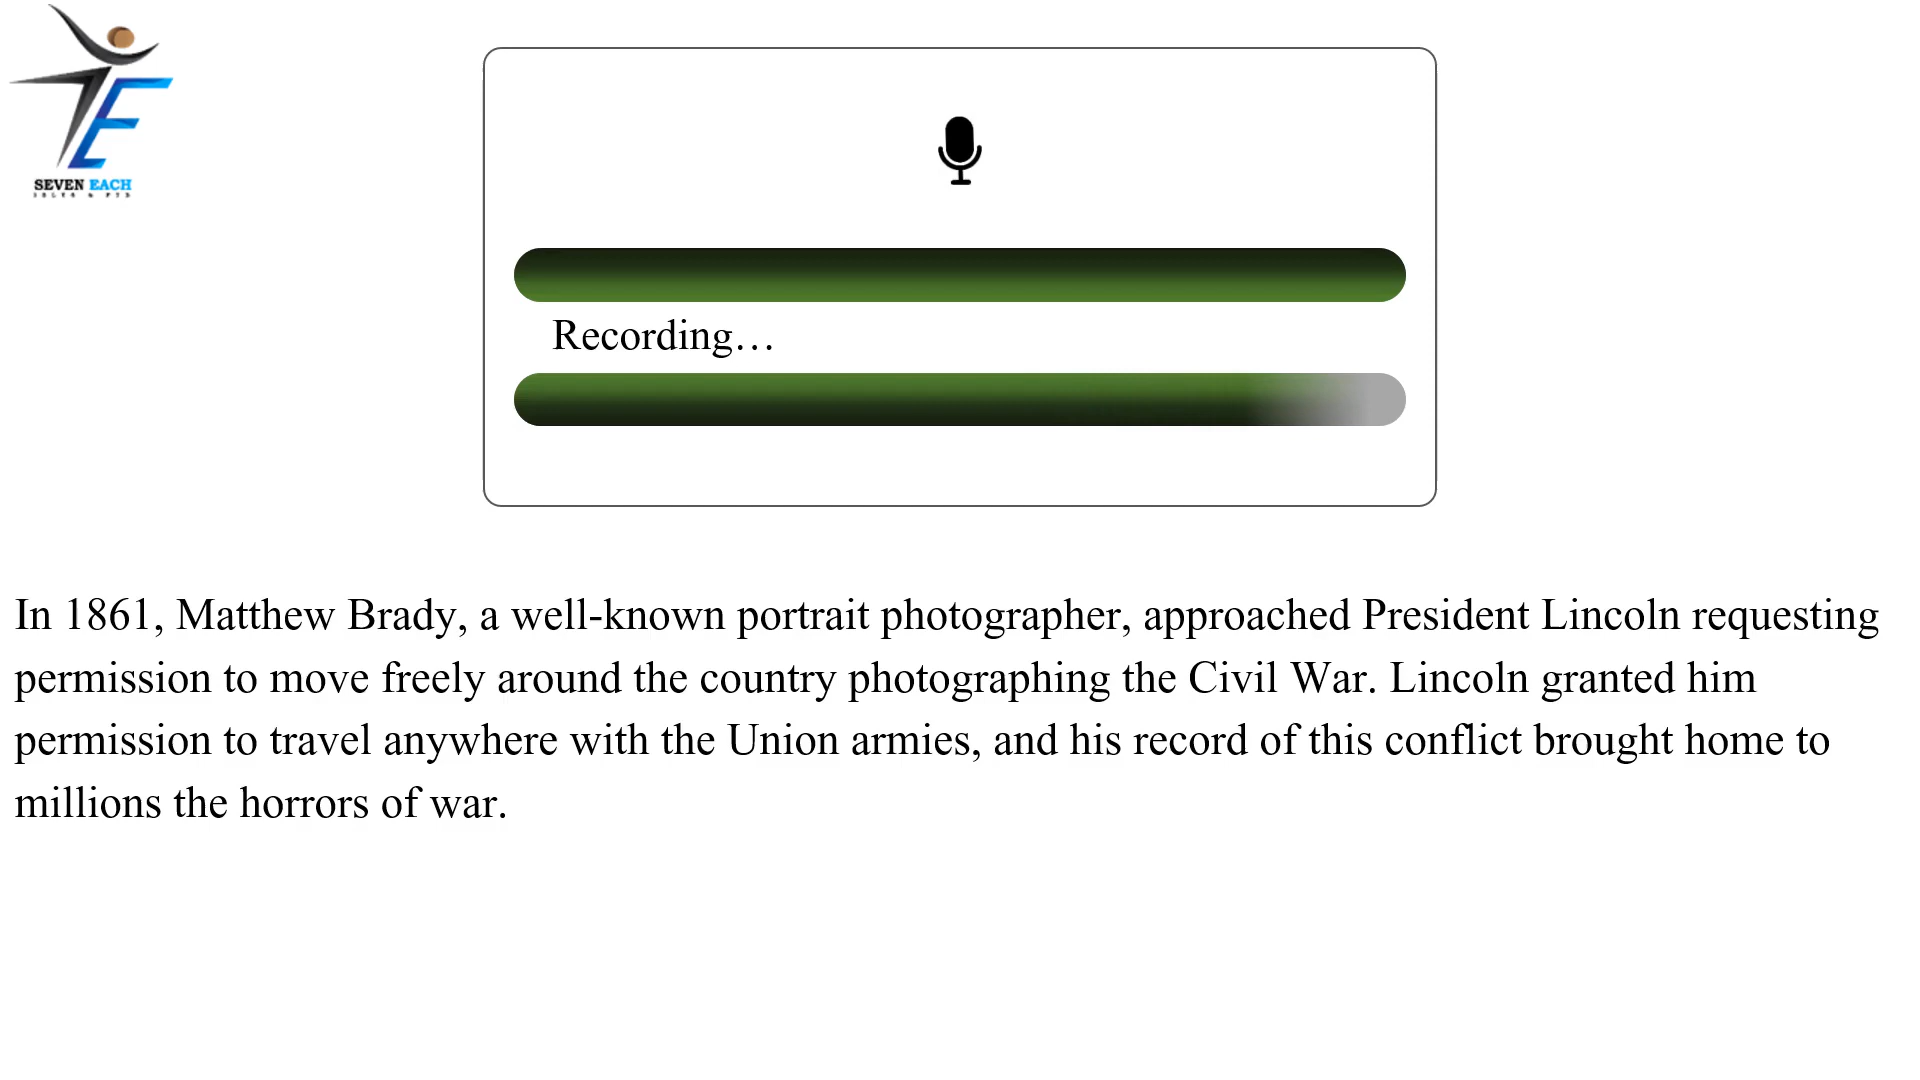 SEVEN EACH
IELTS & PTE
Recording…
In 1861, Matthew Brady, a well-known portrait photographer, approached President Lincoln requesting
permission to move freely around the country photographing the Civil War. Lincoln granted him
permission to travel anywhere with the Union armies, and his record of this conflict brought home to
millions the horrors of war.